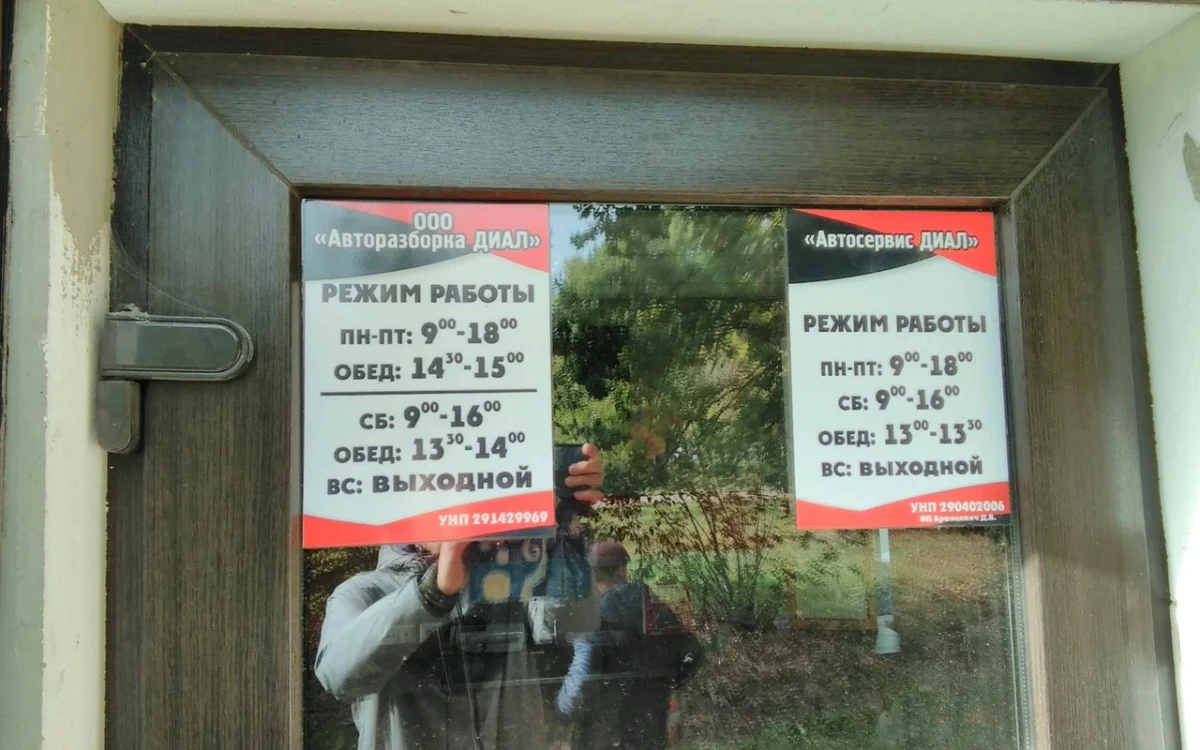 ООО
«Авторазборка ДИАЛ»
РЕЖИМ РАБОТЫ
ПН-ПТ: 9⁰⁰-18⁰⁰
ОБЕД: 14³⁰-15⁰⁰
СБ: 9⁰⁰-16⁰⁰
ОБЕД: 13³⁰-14⁰⁰
ВС: ВЫХОДНОЙ
УНП 291429969
«Автосервис ДИАЛ»
РЕЖИМ РАБОТЫ
ПН-ПТ: 9⁰⁰-18⁰⁰
СБ: 9⁰⁰-16⁰⁰
ОБЕД: 13⁰⁰-13³⁰
ВС: ВЫХОДНОЙ
УНП 290402006
ИП Д.В.